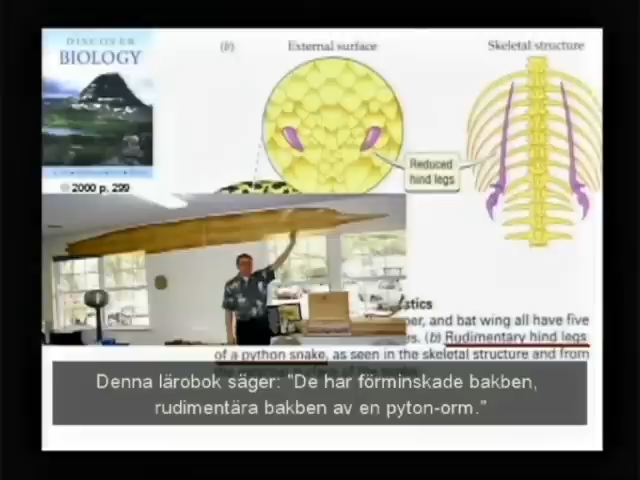 DISCOVER
BIOLOGY
© 2000 p. 299
(b)
External surface
Skeletal structure
Reduced
hind legs
stics
per, and bat wing all have five
rs. (b) Rudimentary hind legs
of a python snake, as seen in the skeletal structure and from
Denna lärobok säger: "De har förminskade bakben,
rudimentära bakben av en pyton-orm."